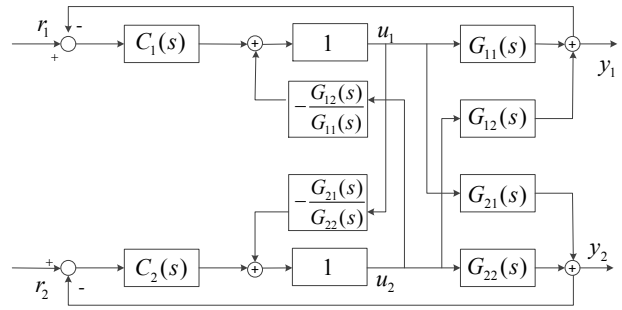 -
r₁
+
C₁(s)
+
1
u₁
G₁₁(s)
+
y₁
-G₁₂(s)/G₁₁(s)
G₁₂(s)
-G₂₁(s)/G₂₂(s)
G₂₁(s)
+
r₂
-
C₂(s)
+
1
u₂
G₂₂(s)
+
y₂